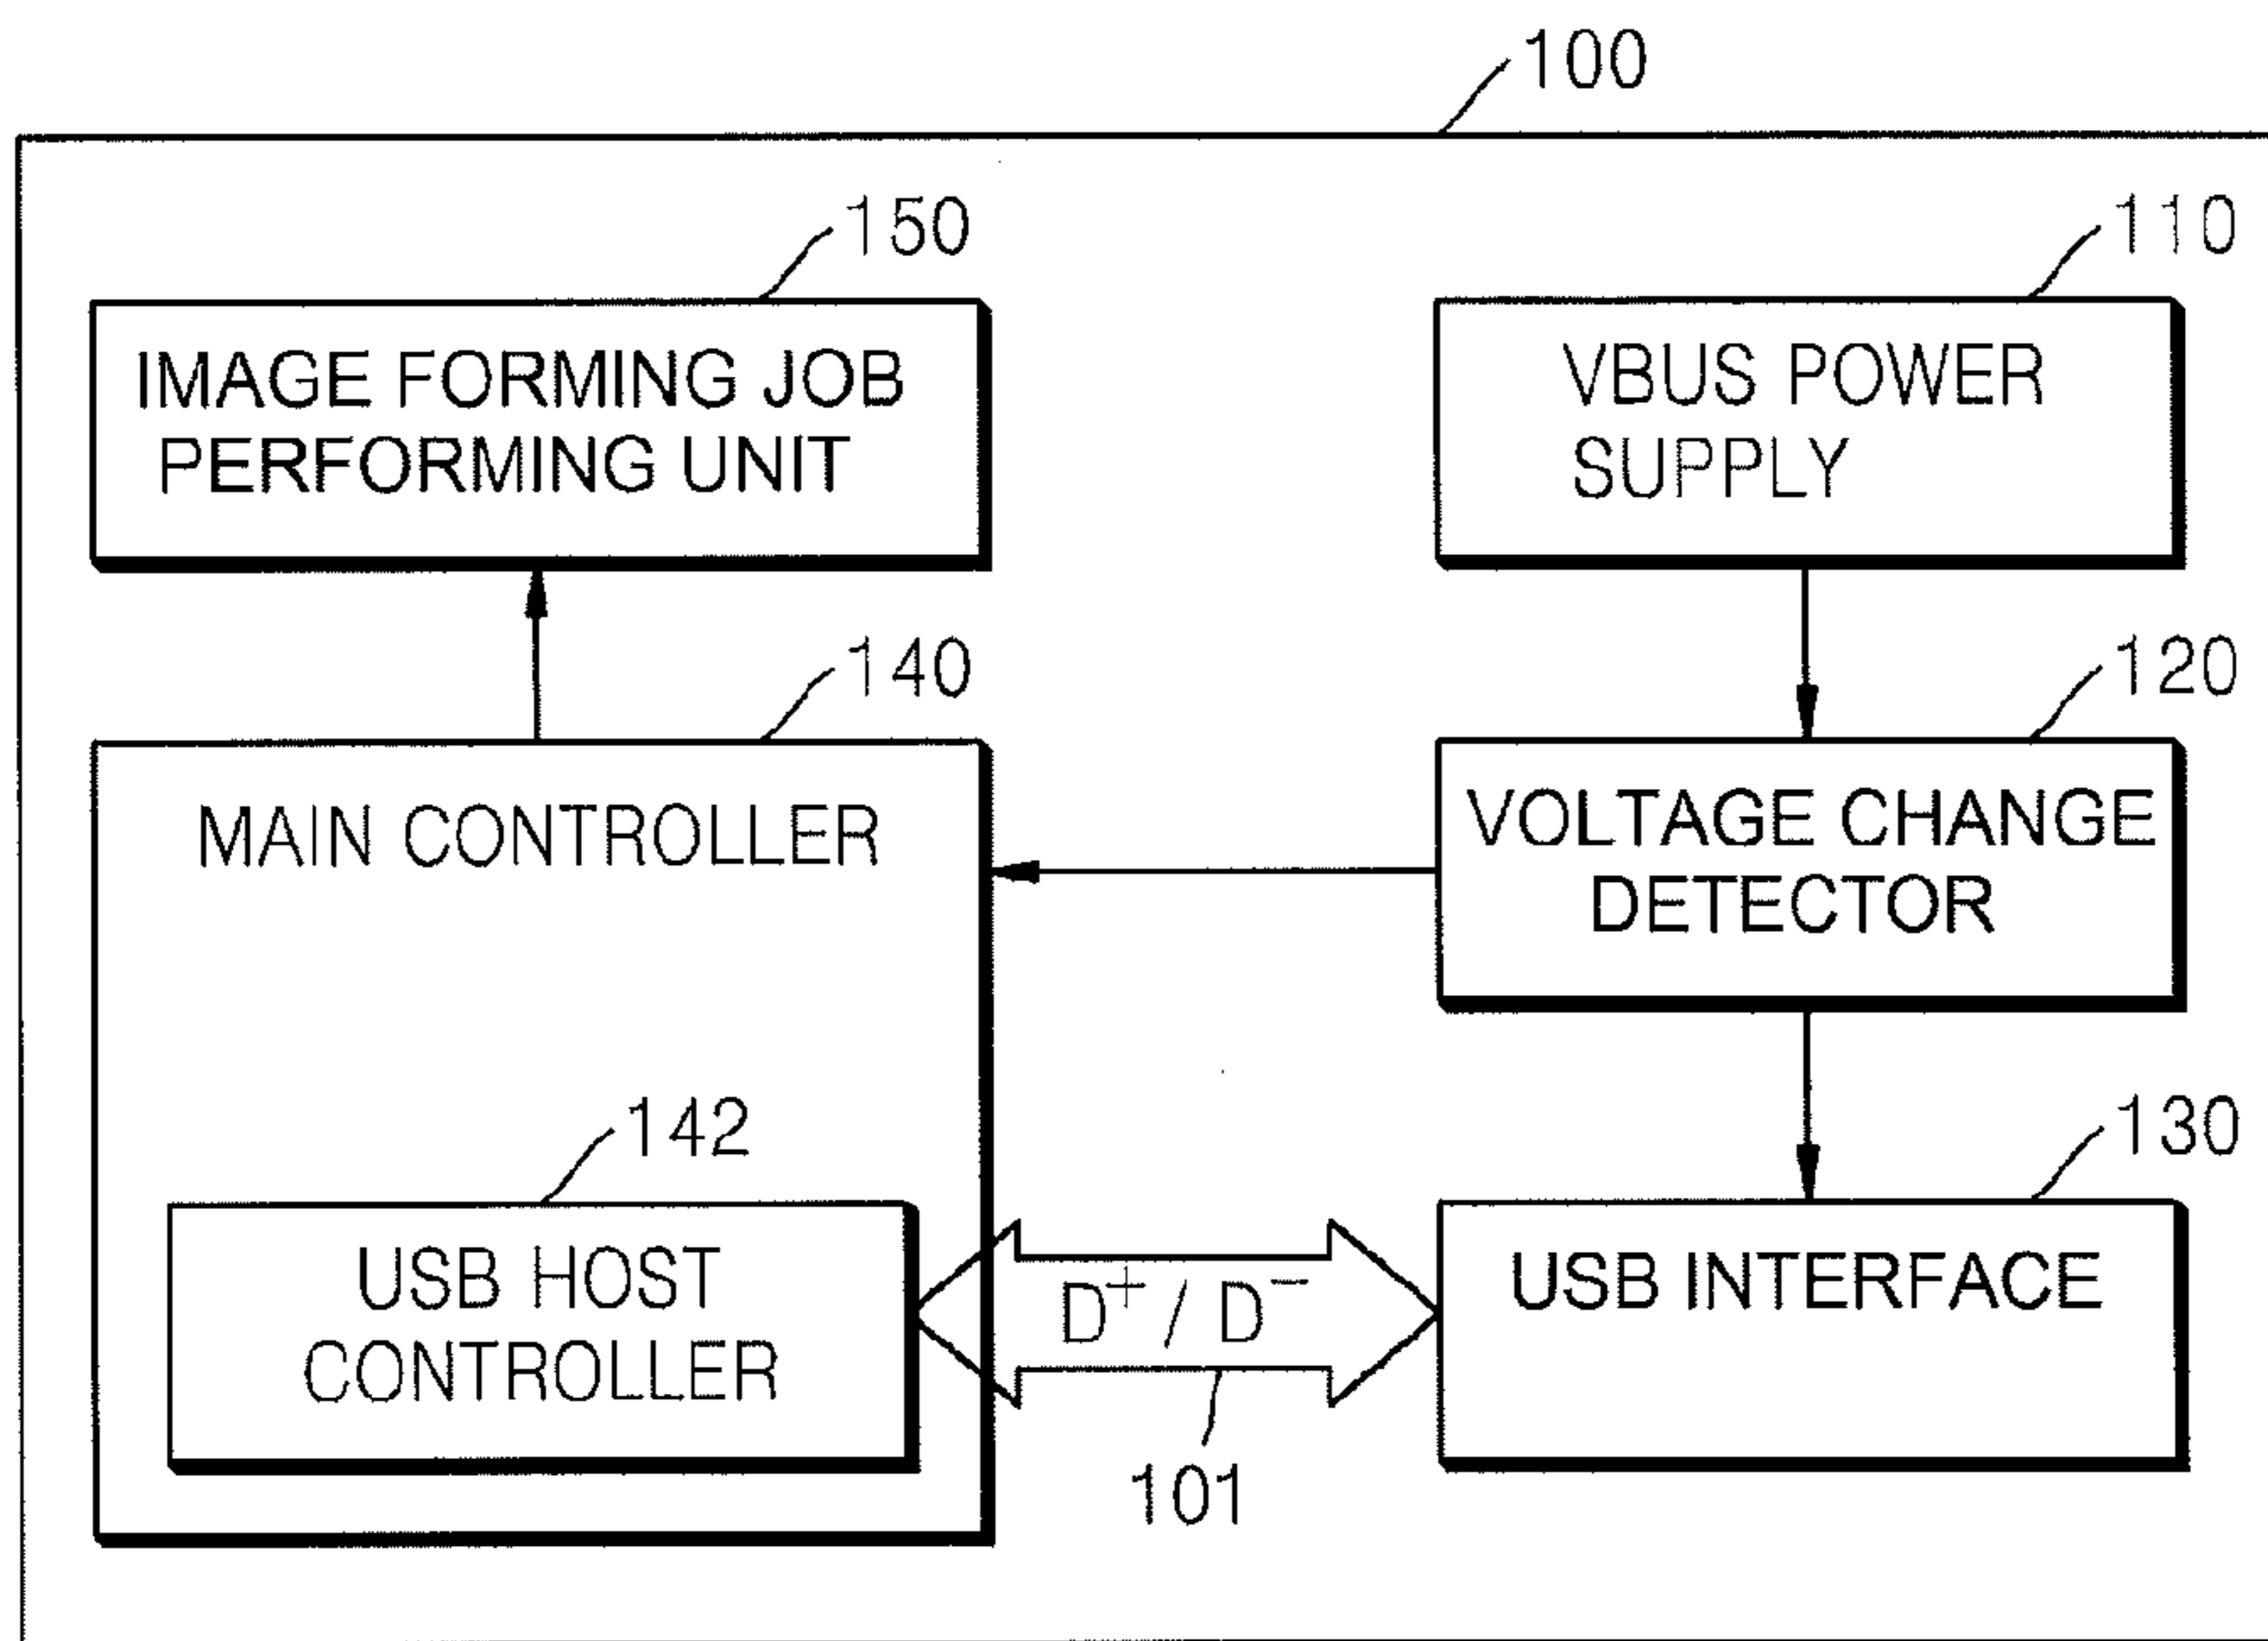 100
150
110
IMAGE FORMING JOB
PERFORMING UNIT
VBUS POWER
SUPPLY
140
120
MAIN CONTROLLER
VOLTAGE CHANGE
DETECTOR
142
130
USB HOST
CONTROLLER
D⁺ / D⁻
USB INTERFACE
101